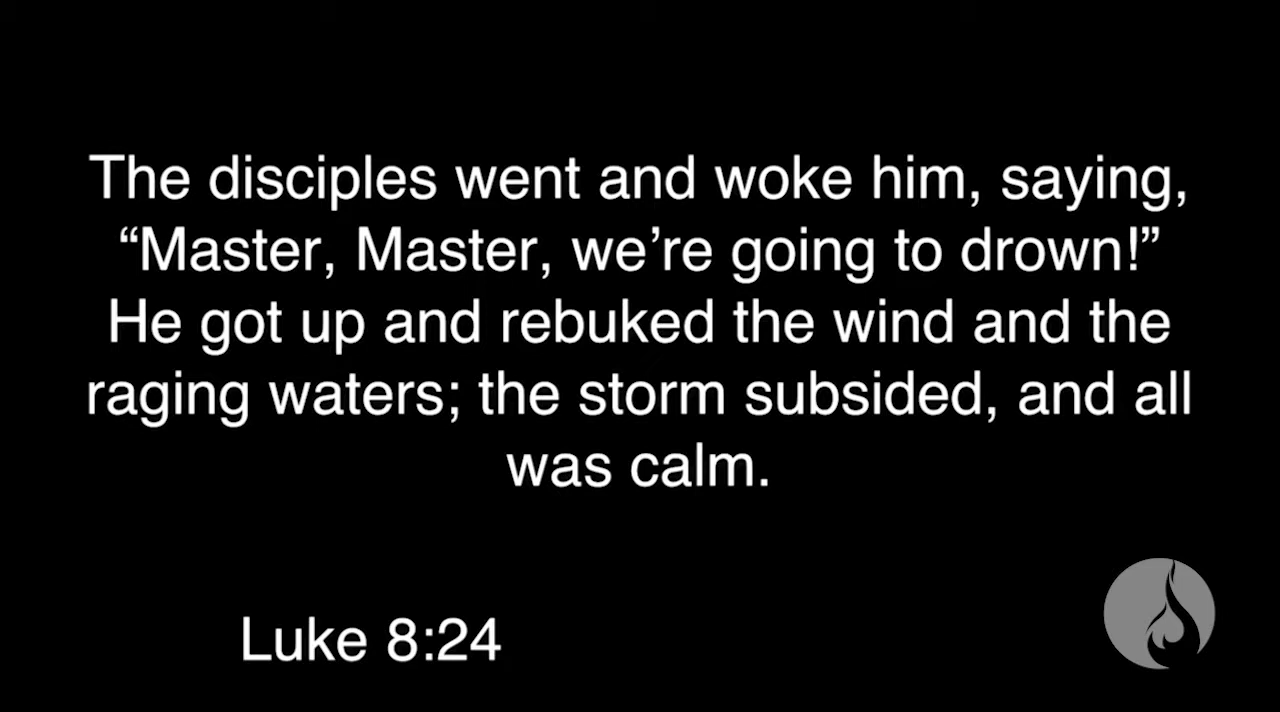 The disciples went and woke him, saying,
“Master, Master, we’re going to drown!”
He got up and rebuked the wind and the
raging waters; the storm subsided, and all
was calm.
Luke 8:24